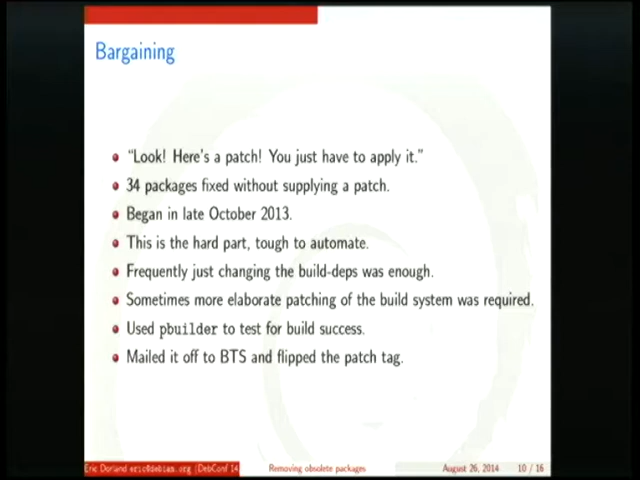 Bargaining
"Look! Here's a patch! You just have to apply it."
34 packages fixed without supplying a patch.
Began in late October 2013.
This is the hard part, tough to automate.
Frequently just changing the build-deps was enough.
Sometimes more elaborate patching of the build system was required.
Used pbuilder to test for build success.
Mailed it off to BTS and flipped the patch tag.
Eric Dorland eric@debian.org (DebConf 14 Removing obsolete packages August 26, 2014 10 / 16